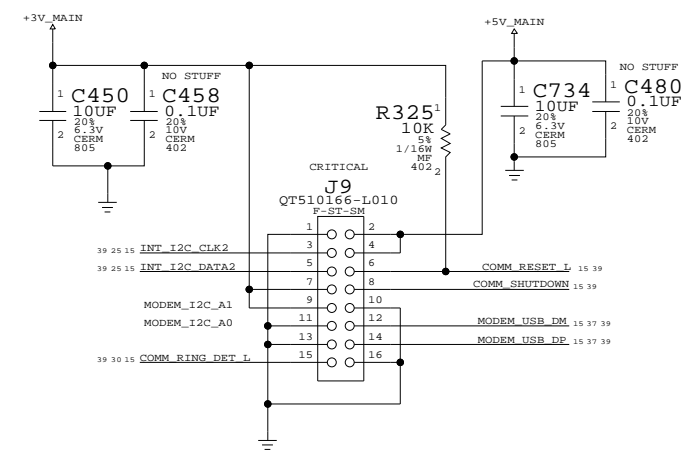 +3V_MAIN
+5V_MAIN
NO STUFF
1 C450
10UF
20%
2 6.3V
CERM
805
1 C458
0.1UF
20%
2 10V
CERM
402
R325 1
10K
5%
1/16W
MF
402 2
1 C734
10UF
20%
2 6.3V
CERM
805
NO STUFF
1 C480
0.1UF
20%
2 10V
CERM
402
CRITICAL
J9
QT510166-L010
F-ST-SM
1 2
39 25 15 INT_I2C_CLK2 3 4
39 25 15 INT_I2C_DATA2 5 6 COMM_RESET_L 15 39
7 8 COMM_SHUTDOWN 15 39
MODEM_I2C_A1 9 10
MODEM_I2C_A0 11 12 MODEM_USB_DM 15 37 39
13 14 MODEM_USB_DP 15 37 39
39 30 15 COMM_RING_DET_L 15 16